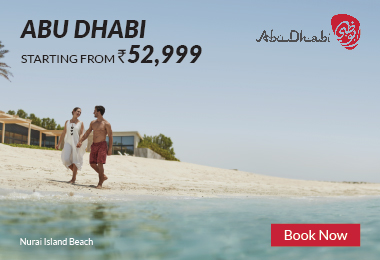 ABU DHABI
STARTING FROM ₹52,999
Abu Dhabi
Nurai Island Beach
Book Now